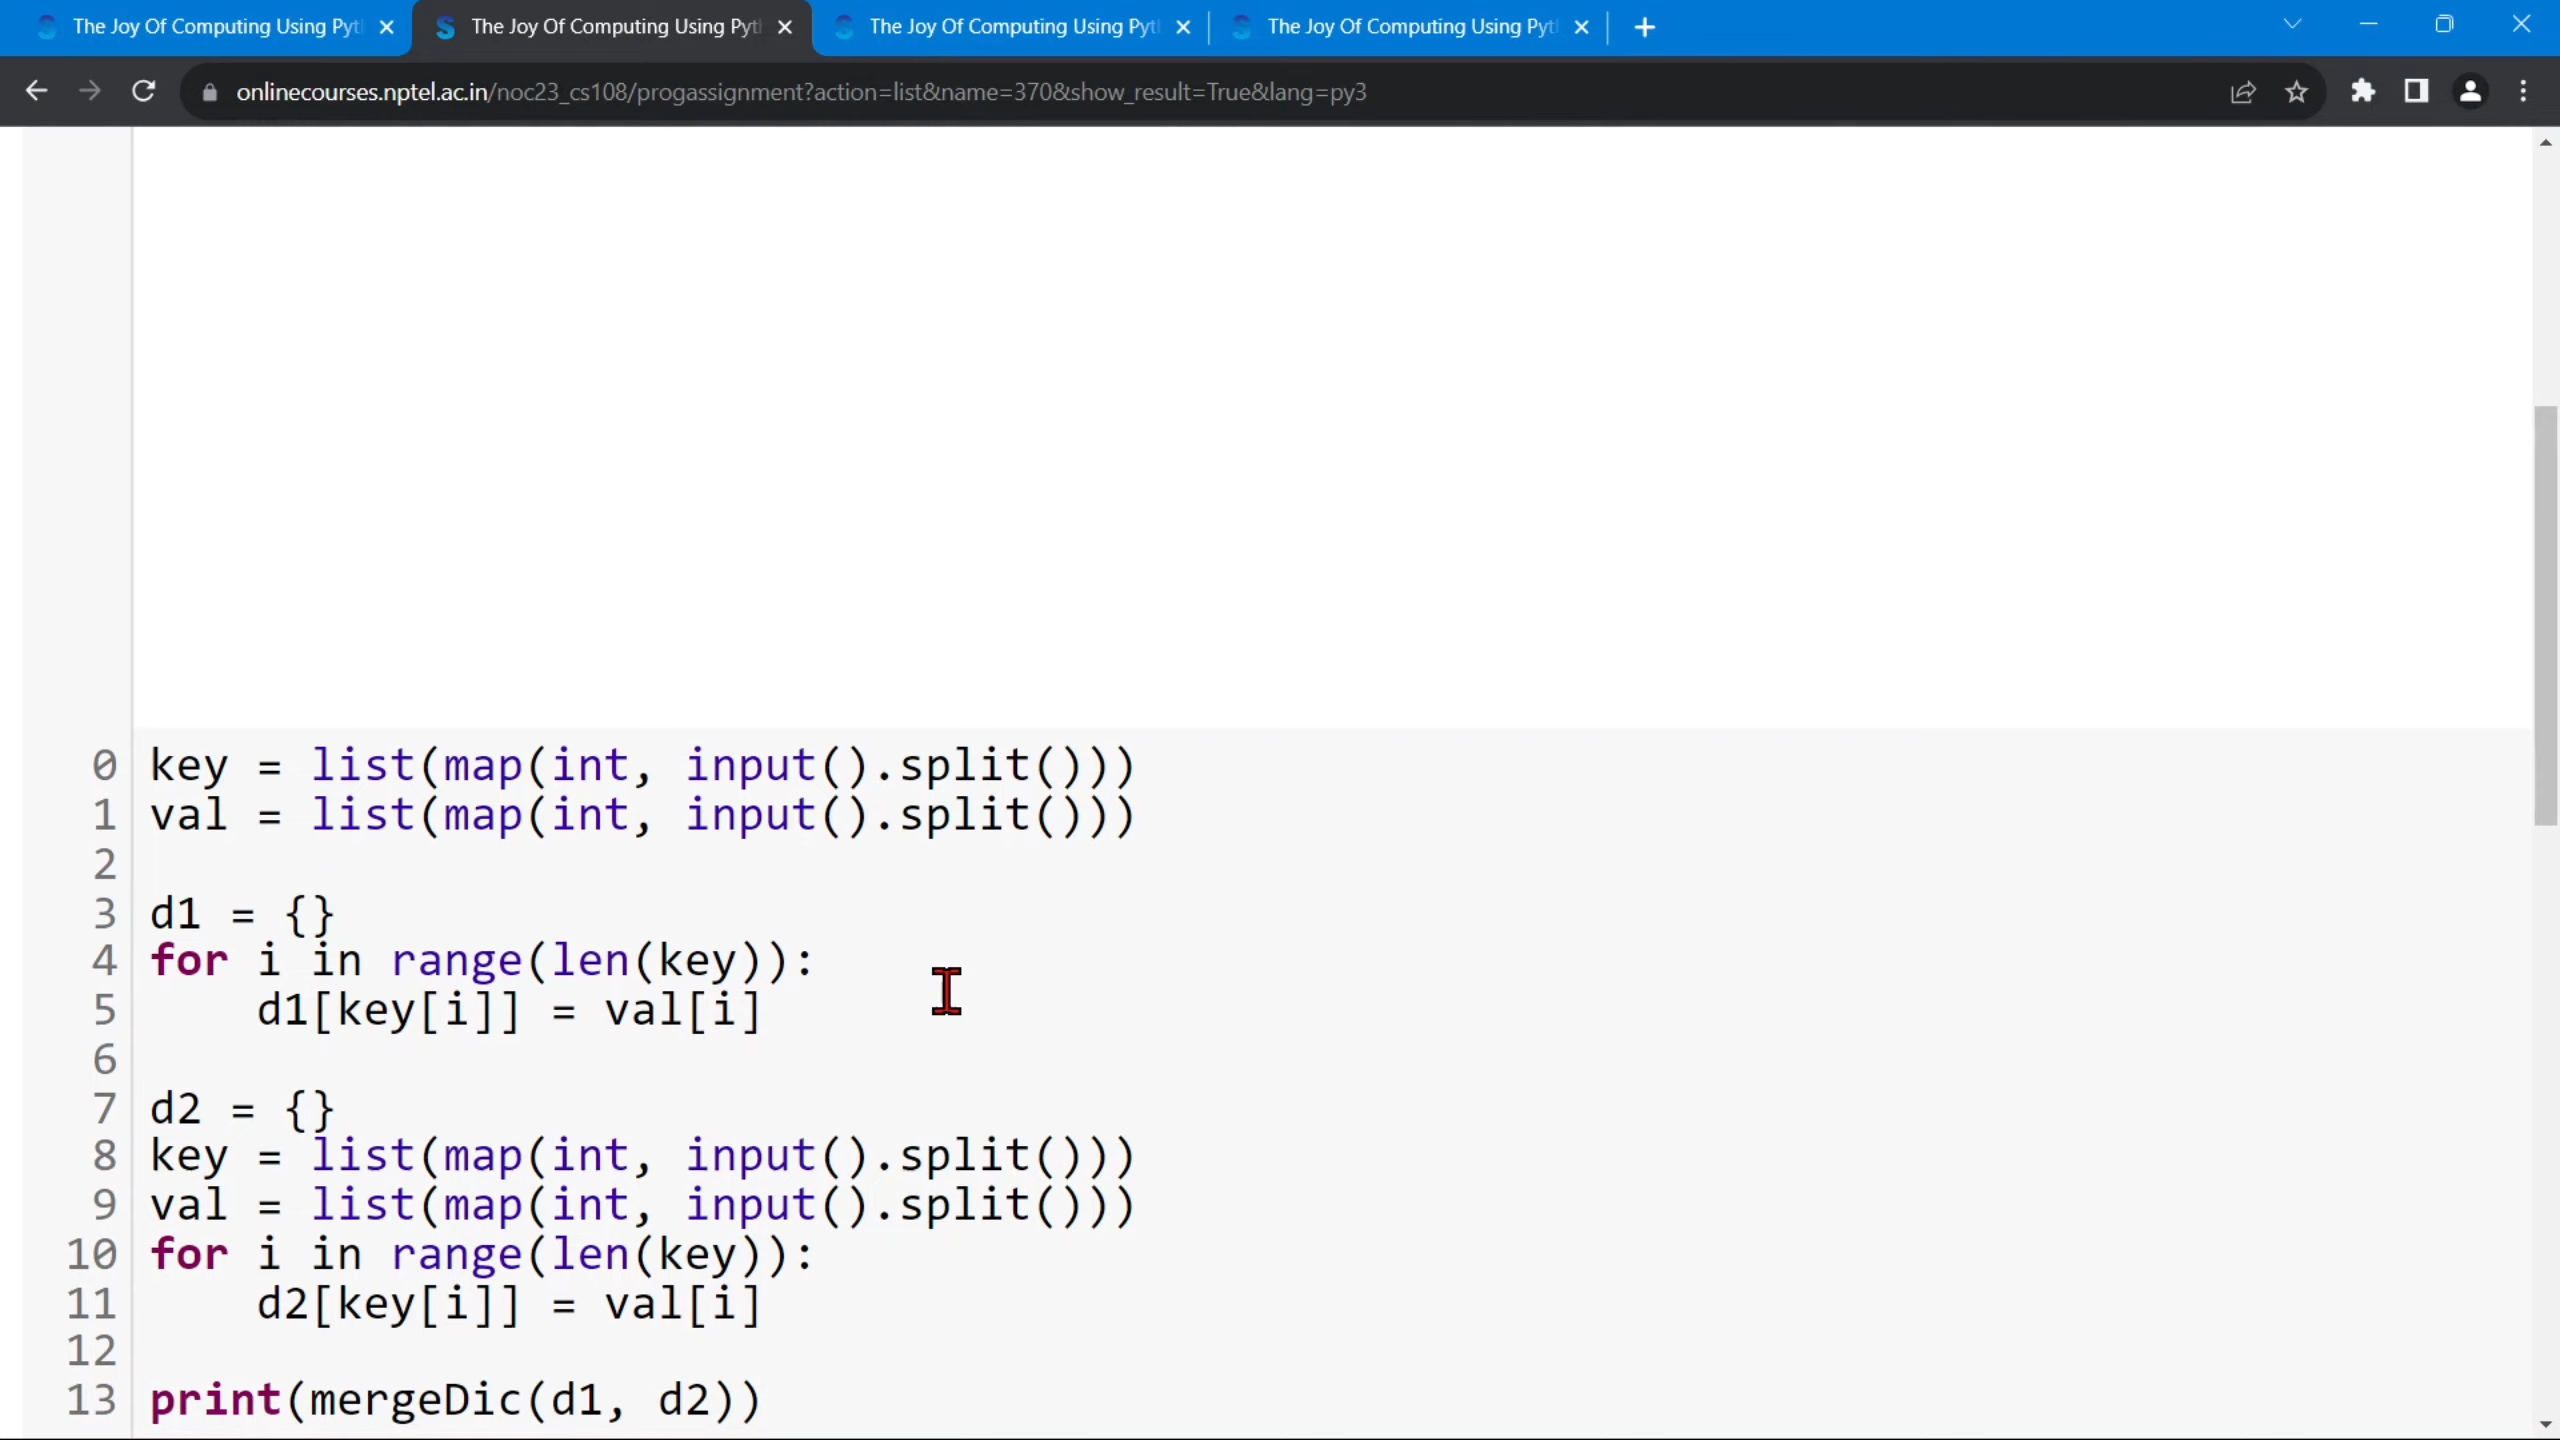 The Joy Of Computing Using Pyt
The Joy Of Computing Using Pyt
The Joy Of Computing Using Pyt
The Joy Of Computing Using Pyt
onlinecourses.nptel.ac.in/noc23_cs108/progassignment?action=list&name=370&show_result=True&lang=py3
0 key = list(map(int, input().split()))
1 val = list(map(int, input().split()))
2
3 d1 = {}
4 for i in range(len(key)):
5     d1[key[i]] = val[i]
6
7 d2 = {}
8 key = list(map(int, input().split()))
9 val = list(map(int, input().split()))
10 for i in range(len(key)):
11     d2[key[i]] = val[i]
12
13 print(mergeDic(d1, d2))